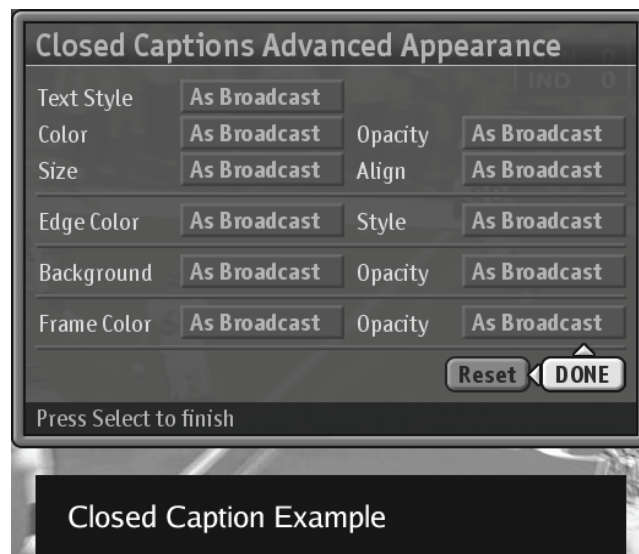 Closed Captions Advanced Appearance
IND 0
Text Style As Broadcast
Color As Broadcast Opacity As Broadcast
Size As Broadcast Align As Broadcast
Edge Color As Broadcast Style As Broadcast
Background As Broadcast Opacity As Broadcast
Frame Color As Broadcast Opacity As Broadcast
Reset DONE
Press Select to finish
Closed Caption Example